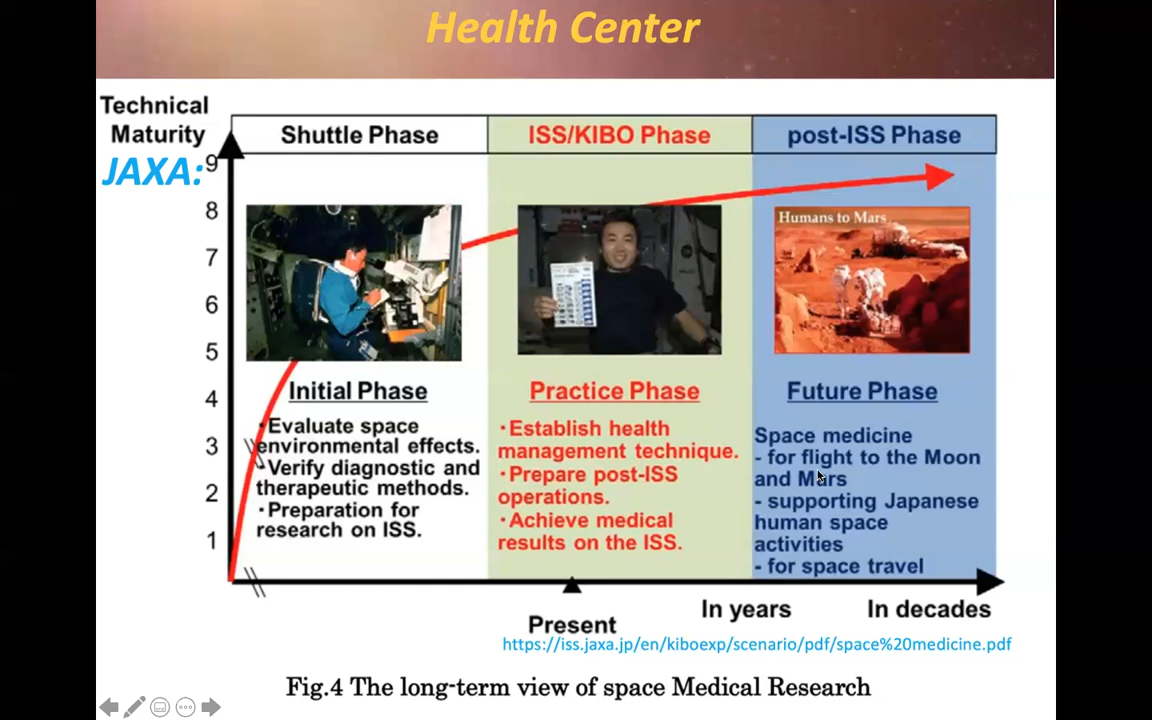 Health Center
Technical
Maturity
JAXA:
Shuttle Phase
ISS/KIBO Phase
post-ISS Phase
9
8
7
6
5
4
3
2
1
Humans to Mars
Initial Phase
・Evaluate space
environmental effects.
・Verify diagnostic and
therapeutic methods.
・Preparation for
research on ISS.
Practice Phase
・Establish health
management technique.
・Prepare post-ISS
operations.
・Achieve medical
results on the ISS.
Future Phase
Space medicine
- for flight to the Moon
and Mars
- supporting Japanese
human space
activities
- for space travel
Present
In years
In decades
https://iss.jaxa.jp/en/kiboexp/scenario/pdf/space%20medicine.pdf
Fig.4 The long-term view of space Medical Research